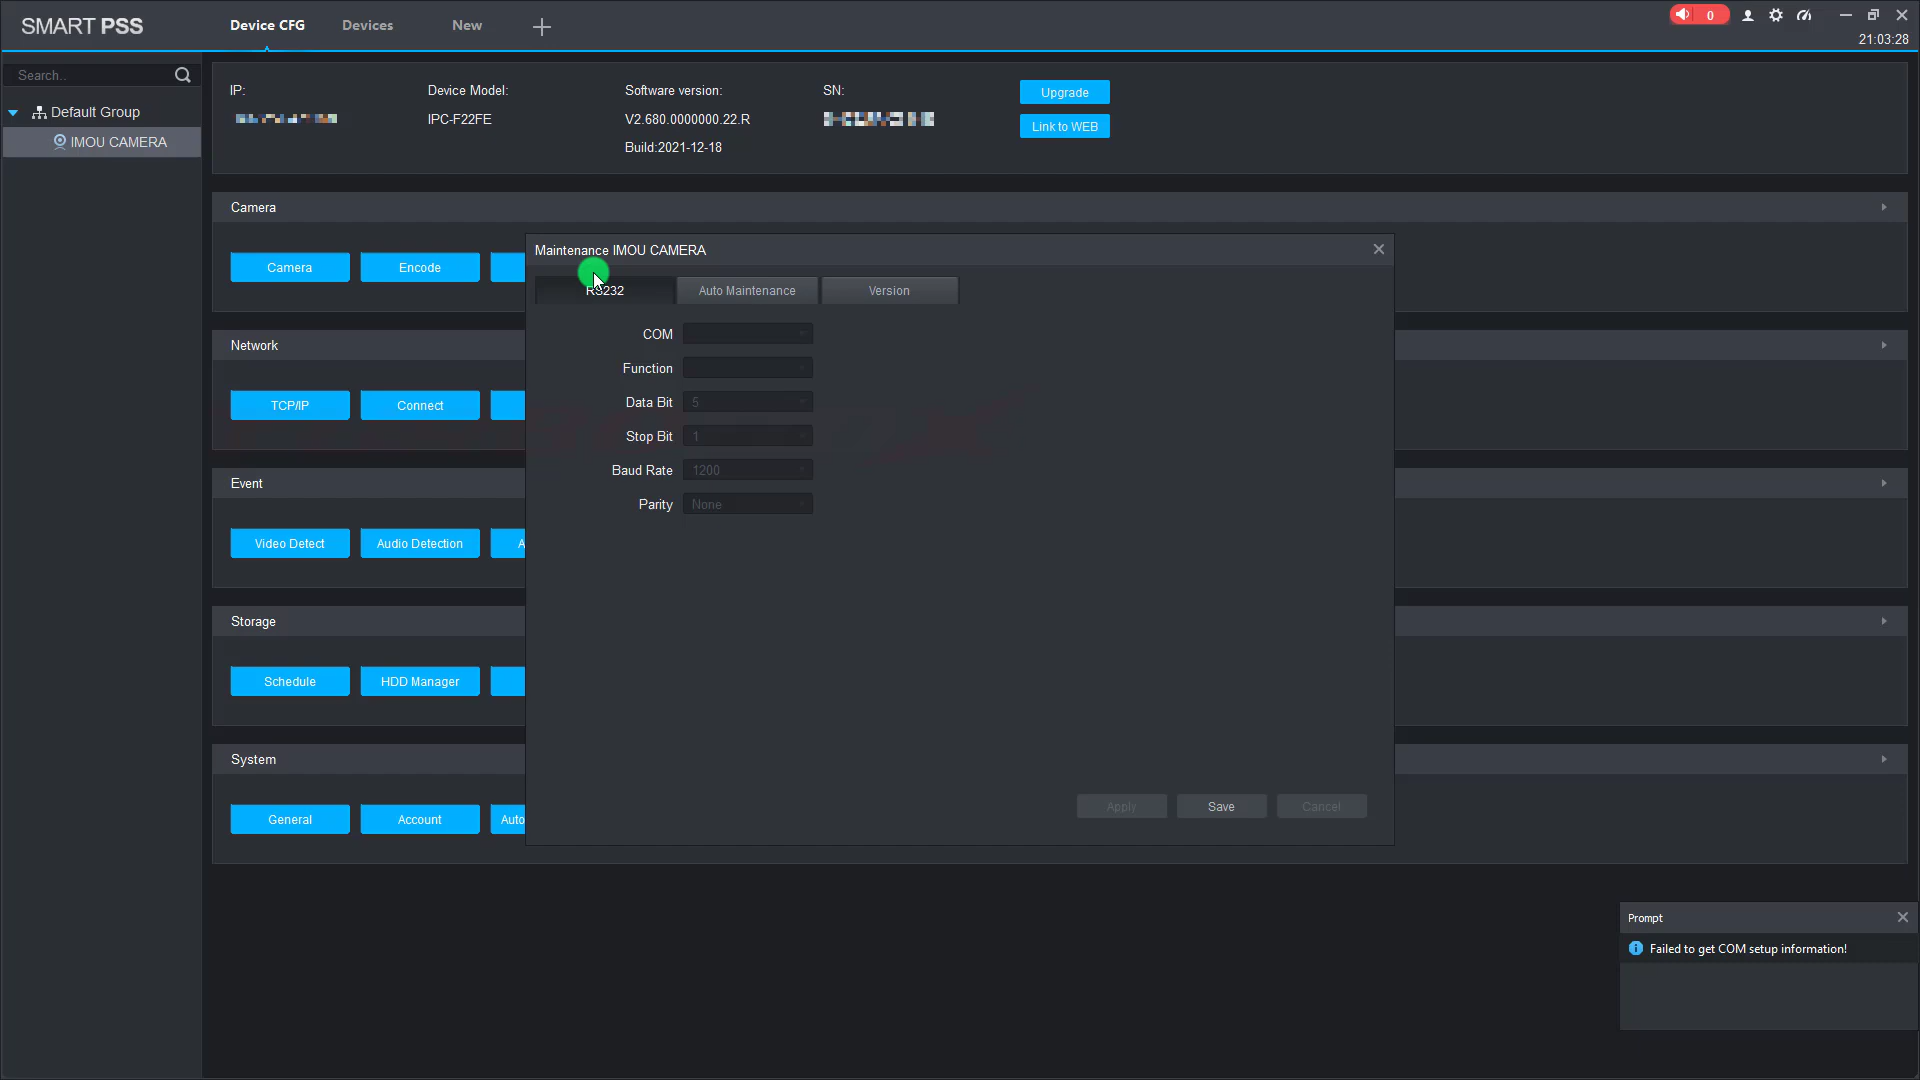 SMART PSS
Device CFG
Devices
New
0
21:03:28
Search..
Default Group
IMOU CAMERA
IP:
Device Model:
IPC-F22FE
Software version:
V2.680.0000000.22.R
Build:2021-12-18
SN:
Upgrade
Link to WEB
Camera
Camera
Encode
Network
TCP/IP
Connect
Event
Video Detect
Audio Detection
A
Storage
Schedule
HDD Manager
System
General
Account
Auto
Maintenance IMOU CAMERA
RS232
Auto Maintenance
Version
COM
Function
Data Bit 5
Stop Bit 1
Baud Rate 1200
Parity None
Apply
Save
Cancel
Prompt
Failed to get COM setup information!